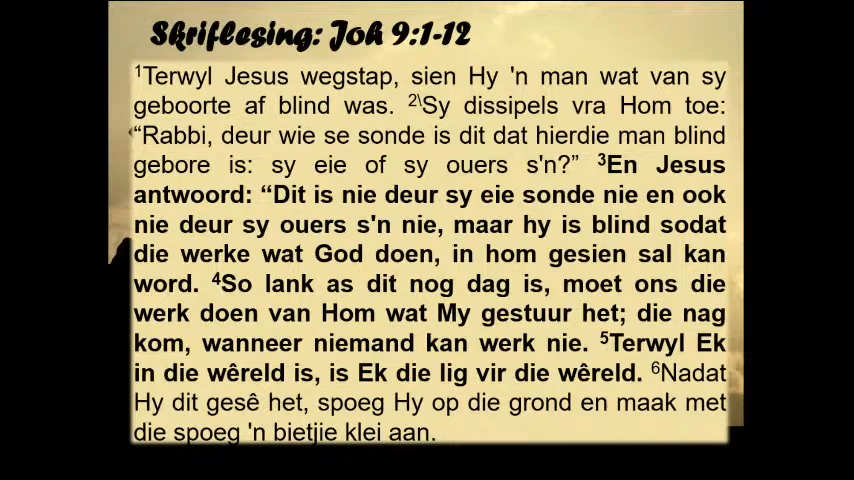 Skriflesing: Joh 9:1-12
¹Terwyl Jesus wegstap, sien Hy 'n man wat van sy
geboorte af blind was. ²\Sy dissipels vra Hom toe:
“Rabbi, deur wie se sonde is dit dat hierdie man blind
gebore is: sy eie of sy ouers s'n?” ³En Jesus
antwoord: “Dit is nie deur sy eie sonde nie en ook
nie deur sy ouers s'n nie, maar hy is blind sodat
die werke wat God doen, in hom gesien sal kan
word. ⁴So lank as dit nog dag is, moet ons die
werk doen van Hom wat My gestuur het; die nag
kom, wanneer niemand kan werk nie. ⁵Terwyl Ek
in die wêreld is, is Ek die lig vir die wêreld. ⁶Nadat
Hy dit gesê het, spoeg Hy op die grond en maak met
die spoeg 'n bietjie klei aan.